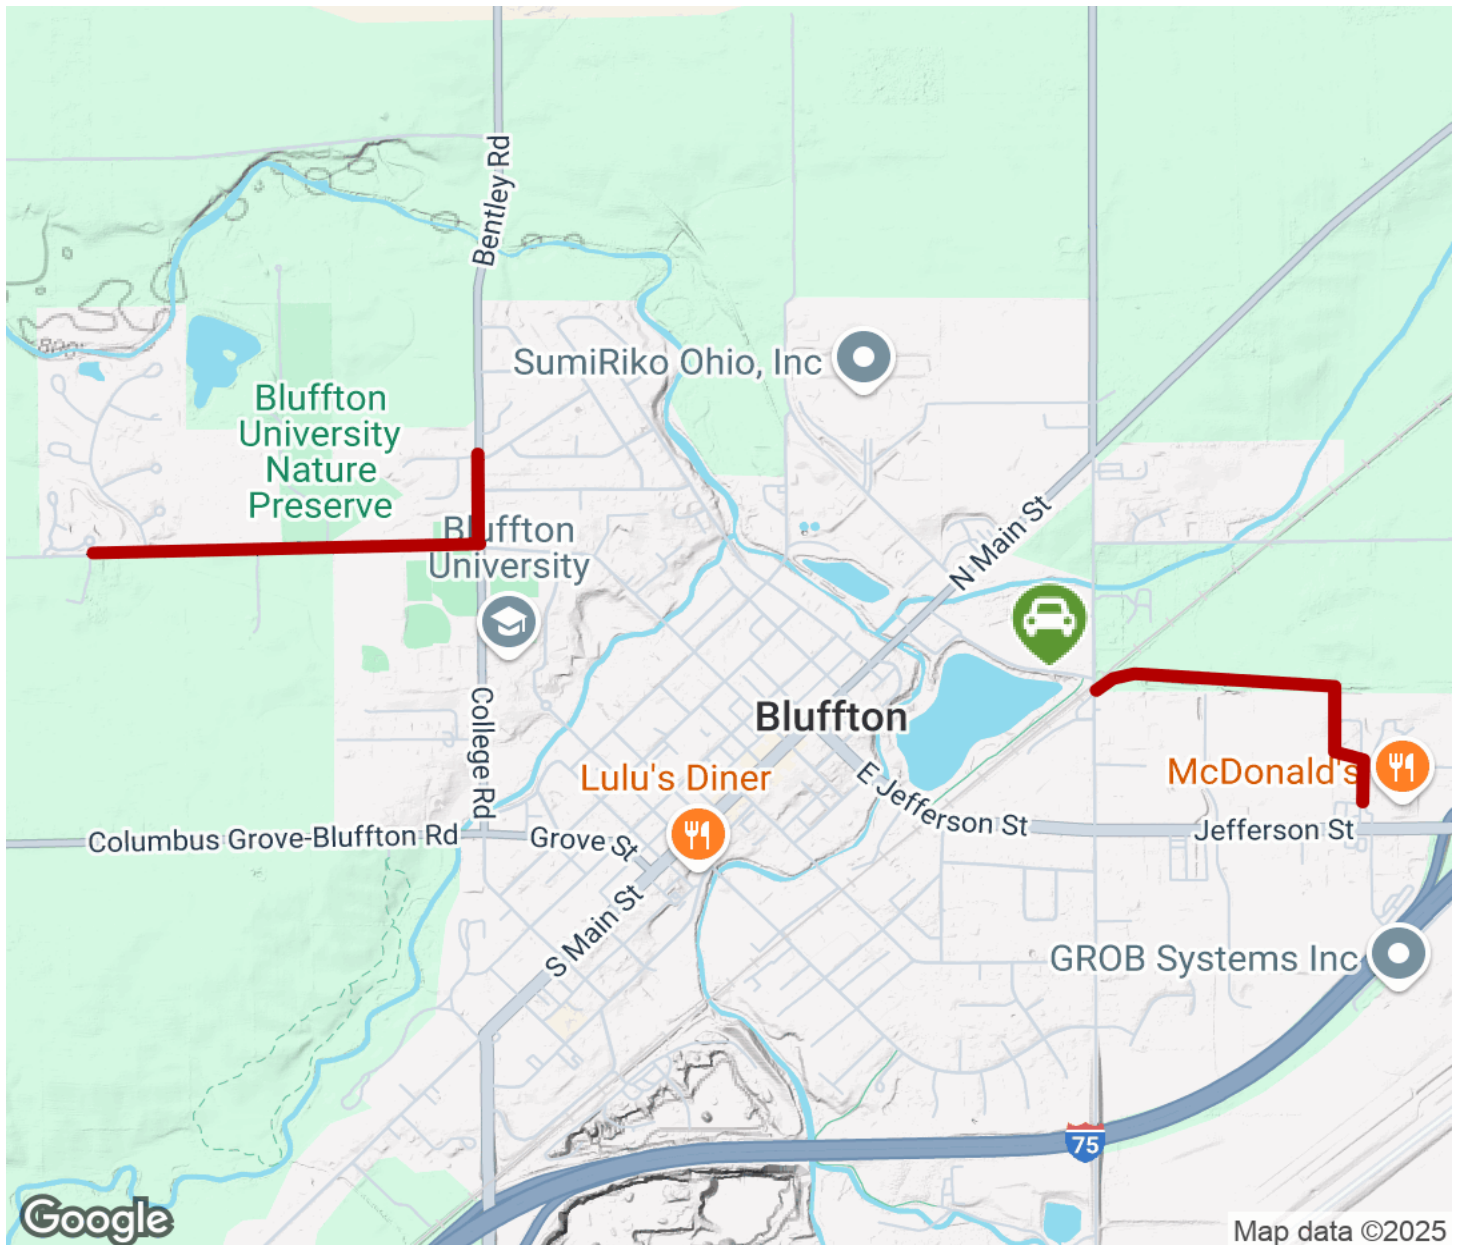 Bentley Rd
SumiRiko Ohio, Inc
Bluffton
University
Nature
Preserve
Bluffton
University
N Main St
College Rd
Bluffton
Lulu's Diner
E Jefferson St
McDonald's
Columbus Grove-Bluffton Rd
Grove St
Jefferson St
S Main St
GROB Systems Inc
75
Google
Map data ©2025